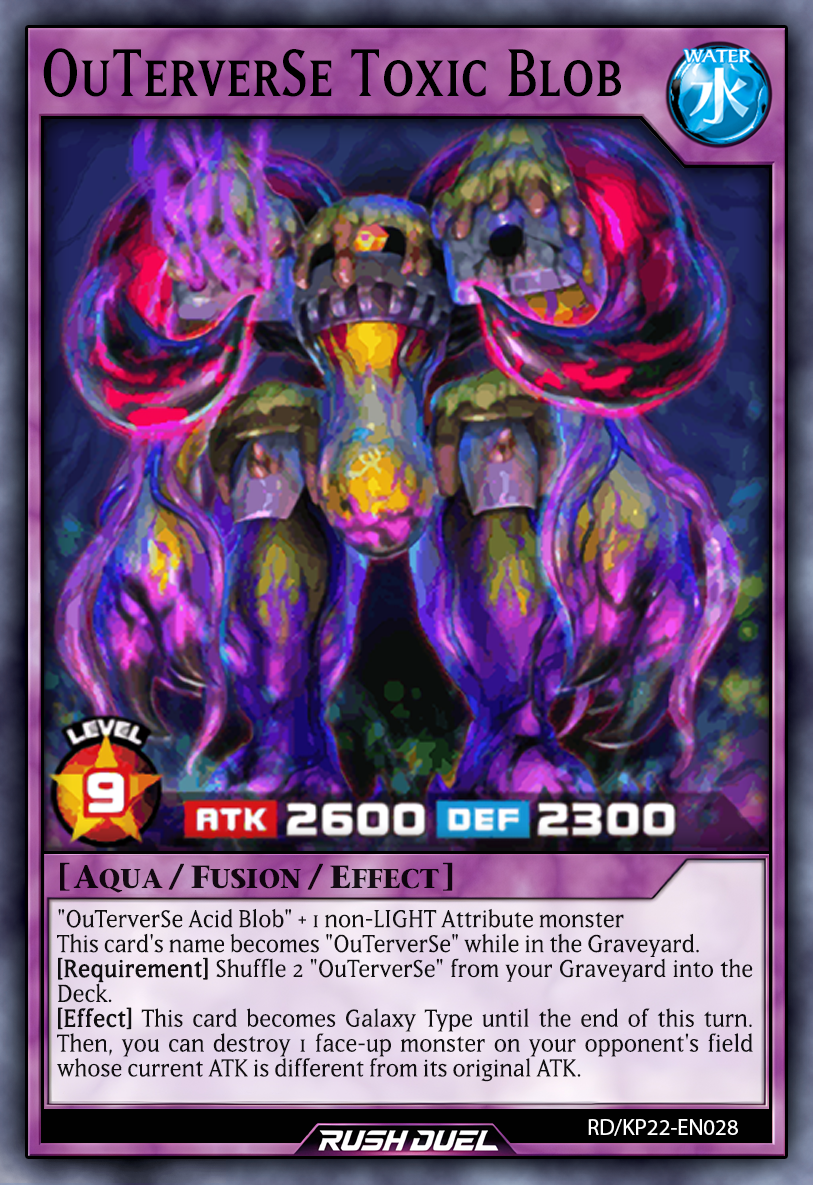 OuTerverSe Toxic Blob
WATER
水
LEVEL
9
ATK 2600 DEF 2300
[ Aqua / Fusion / Effect ]
"OuTerverSe Acid Blob" + 1 non-LIGHT Attribute monster
This card's name becomes "OuTerverSe" while in the Graveyard.
[Requirement] Shuffle 2 "OuTerverSe" from your Graveyard into the
Deck.
[Effect] This card becomes Galaxy Type until the end of this turn.
Then, you can destroy 1 face-up monster on your opponent's field
whose current ATK is different from its original ATK.
RD/KP22-EN028
RUSH DUEL